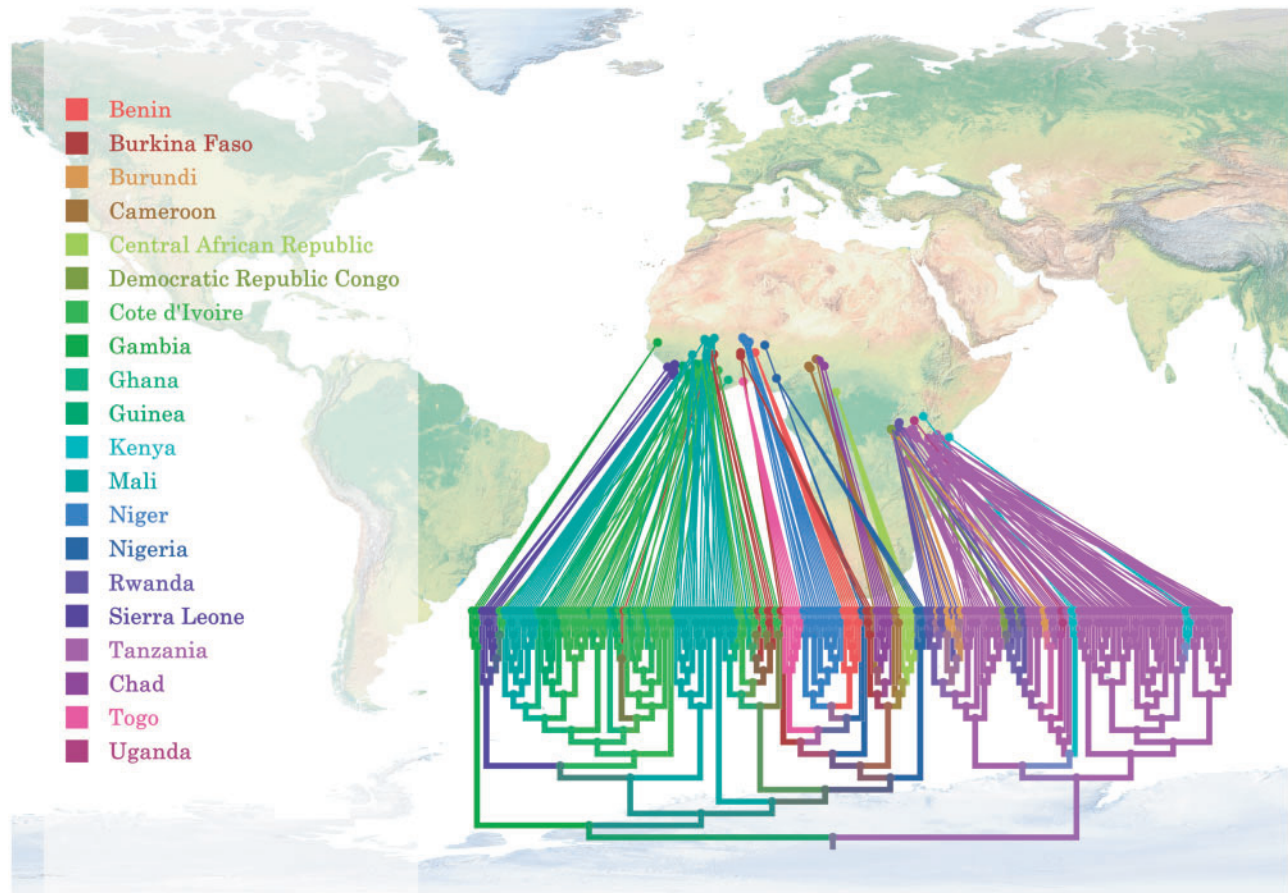 Benin
Burkina Faso
Burundi
Cameroon
Central African Republic
Democratic Republic Congo
Cote d'Ivoire
Gambia
Ghana
Guinea
Kenya
Mali
Niger
Nigeria
Rwanda
Sierra Leone
Tanzania
Chad
Togo
Uganda